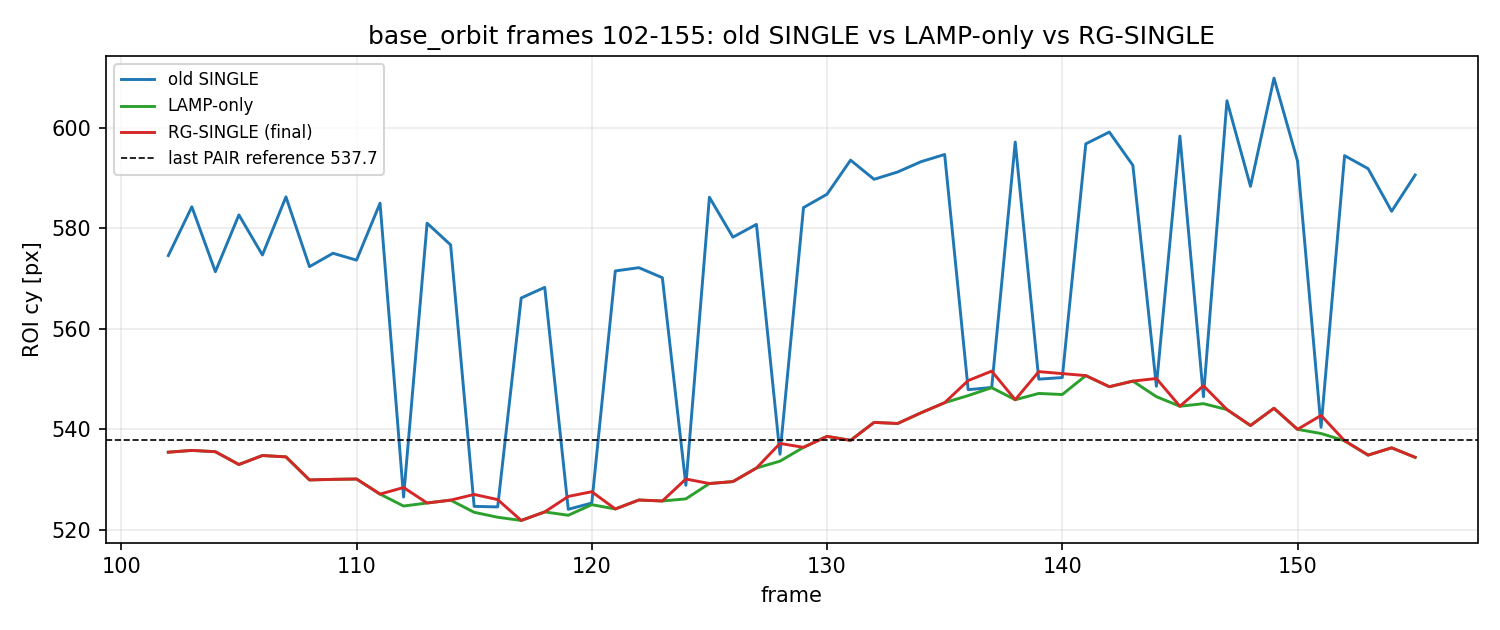 base_orbit frames 102-155: old SINGLE vs LAMP-only vs RG-SINGLE
old SINGLE
LAMP-only
RG-SINGLE (final)
last PAIR reference 537.7
ROI cy [px]
600
580
560
540
520
100
110
120
130
140
150
frame